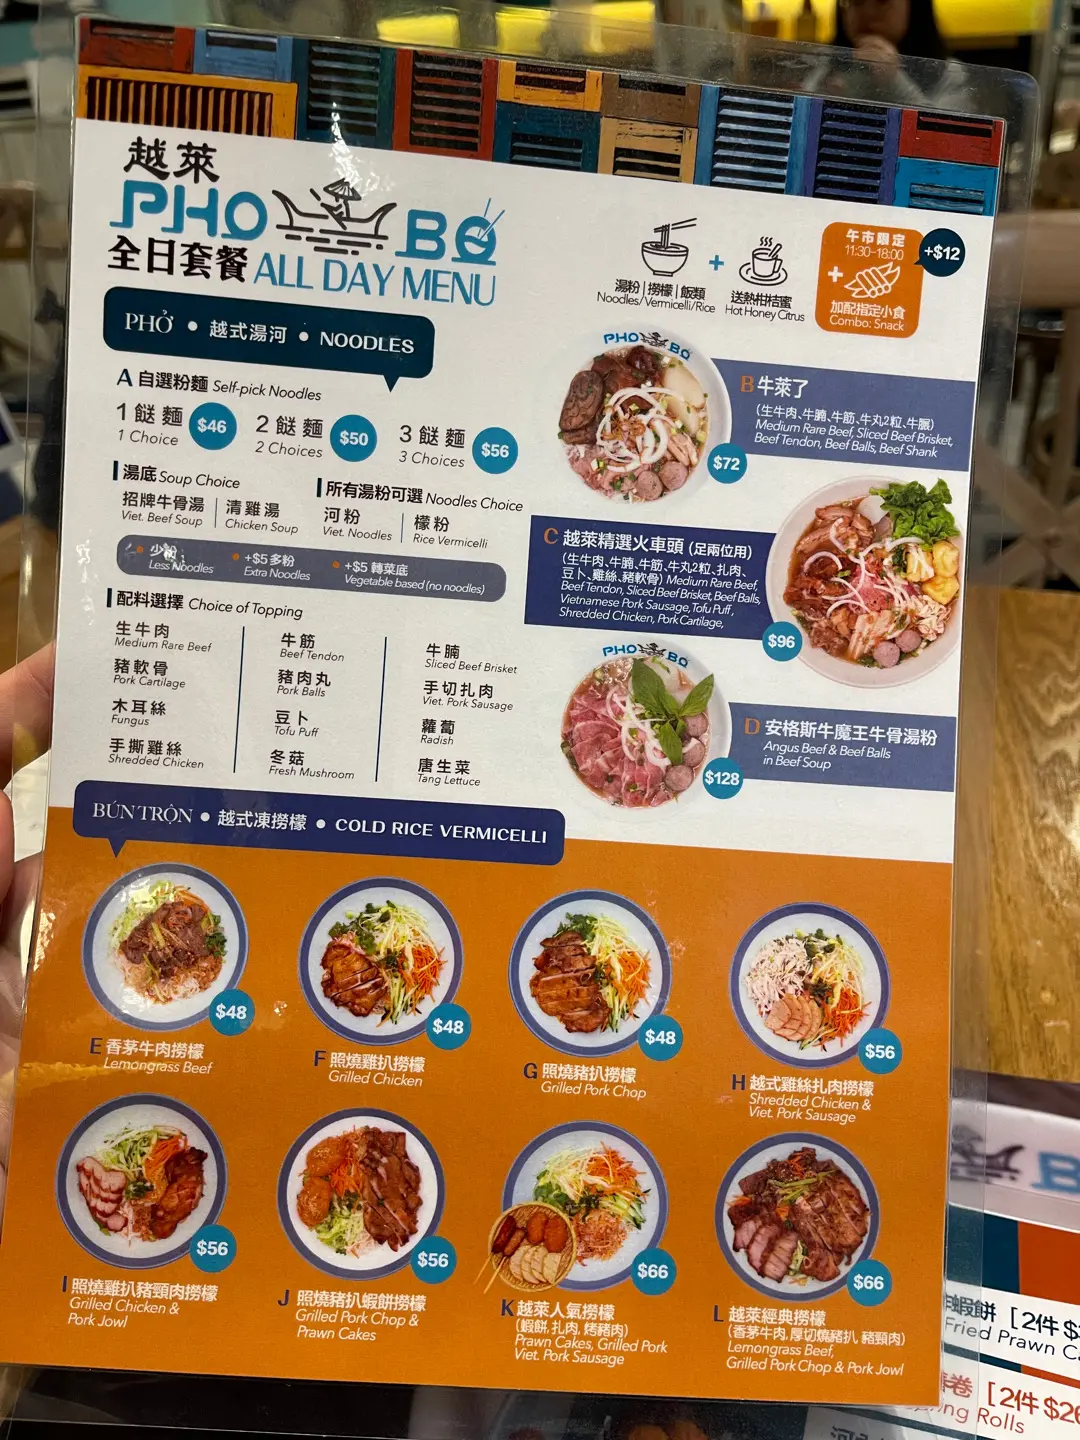 越萊
PHO BO
全日套餐 ALL DAY MENU
湯粉 | 撈檬 | 飯類
Noodles/Vermicelli/Rice
+
送熱柑桔蜜
Hot Honey Citrus
午市限定
11:30-18:00
+
加配指定小食
Combo: Snack
+$12
PHỞ • 越式湯河 • NOODLES
A 自選粉麵 Self-pick Noodles
1 餸 麵
1 Choice
$46
2 餸 麵
2 Choices
$50
3 餸 麵
3 Choices
$56
湯底 Soup Choice
招牌牛骨湯
Viet. Beef Soup
清雞湯
Chicken Soup
所有湯粉可選 Noodles Choice
河粉
Viet. Noodles
檬粉
Rice Vermicelli
少粉
Less Noodles
+$5 多粉
Extra Noodles
+$5 轉菜底
Vegetable based (no noodles)
配料選擇 Choice of Topping
生牛肉
Medium Rare Beef
豬軟骨
Pork Cartilage
木耳絲
Fungus
手撕雞絲
Shredded Chicken
牛筋
Beef Tendon
豬肉丸
Pork Balls
豆卜
Tofu Puff
冬菇
Fresh Mushroom
牛腩
Sliced Beef Brisket
手切扎肉
Viet. Pork Sausage
蘿蔔
Radish
唐生菜
Tang Lettuce
PHO BO
B 牛萊了
(生牛肉、牛腩、牛筋、牛丸2粒、牛𦟌)
Medium Rare Beef, Sliced Beef Brisket,
Beef Tendon, Beef Balls, Beef Shank
$72
C 越萊精選火車頭 (足兩位用)
(生牛肉、牛腩、牛筋、牛丸2粒、扎肉、
豆卜、雞絲、豬軟骨) Medium Rare Beef,
Beef Tendon, Sliced Beef Brisket, Beef Balls,
Vietnamese Pork Sausage, Tofu Puff,
Shredded Chicken, Pork Cartilage,
$96
PHO BO
D 安格斯牛魔王牛骨湯粉
Angus Beef & Beef Balls
in Beef Soup
$128
BÚN TRỘN • 越式凍撈檬 • COLD RICE VERMICELLI
$48
E 香茅牛肉撈檬
Lemongrass Beef
$48
F 照燒雞扒撈檬
Grilled Chicken
$48
G 照燒豬扒撈檬
Grilled Pork Chop
$56
H 越式雞絲扎肉撈檬
Shredded Chicken &
Viet. Pork Sausage
$56
I 照燒雞扒豬頸肉撈檬
Grilled Chicken &
Pork Jowl
$56
J 照燒豬扒蝦餅撈檬
Grilled Pork Chop &
Prawn Cakes
$66
K 越萊人氣撈檬
(蝦餅, 扎肉, 烤豬肉)
Prawn Cakes, Grilled Pork
Viet. Pork Sausage
$66
L 越萊經典撈檬
(香茅牛肉, 厚切燒豬扒, 豬頸肉)
Lemongrass Beef,
Grilled Pork Chop & Pork Jowl
B
蝦餅 [2件 $
Fried Prawn
卷 [2件 $26
Rolls